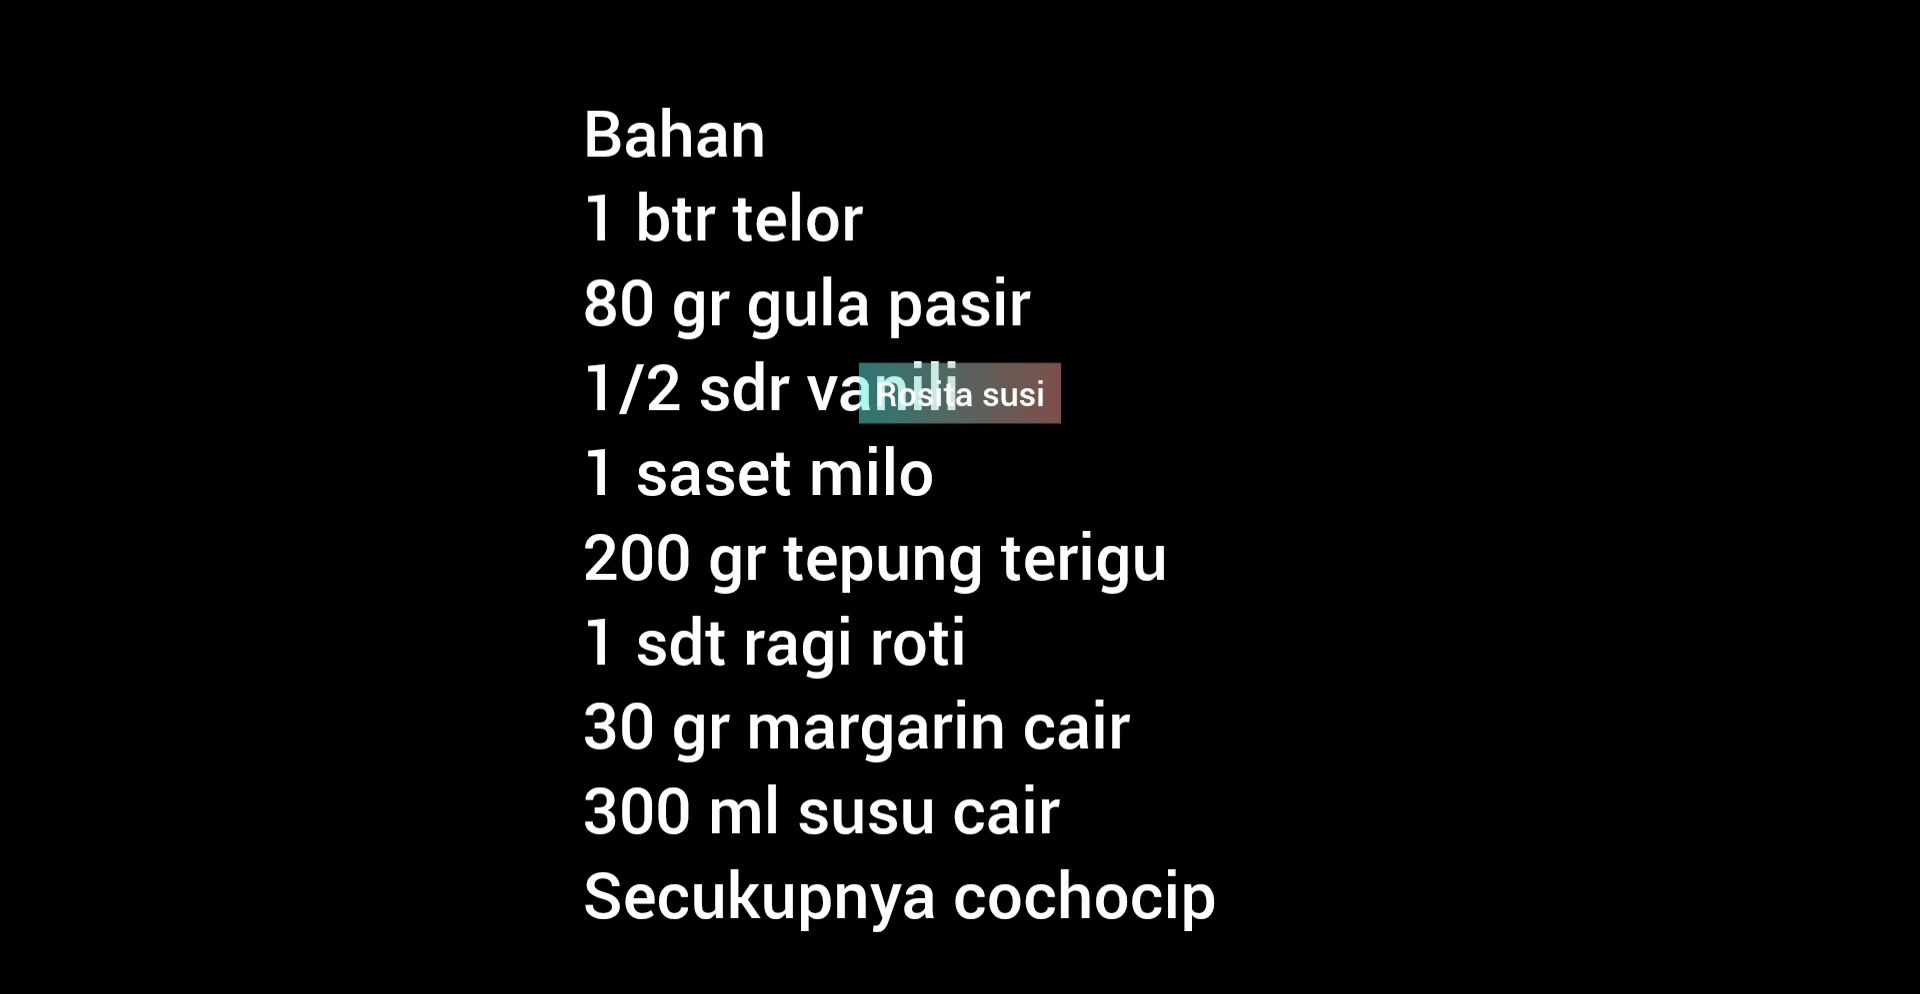 Bahan
1 btr telor
80 gr gula pasir
1/2 sdr vanili
Rosita susi
1 saset milo
200 gr tepung terigu
1 sdt ragi roti
30 gr margarin cair
300 ml susu cair
Secukupnya cochocip